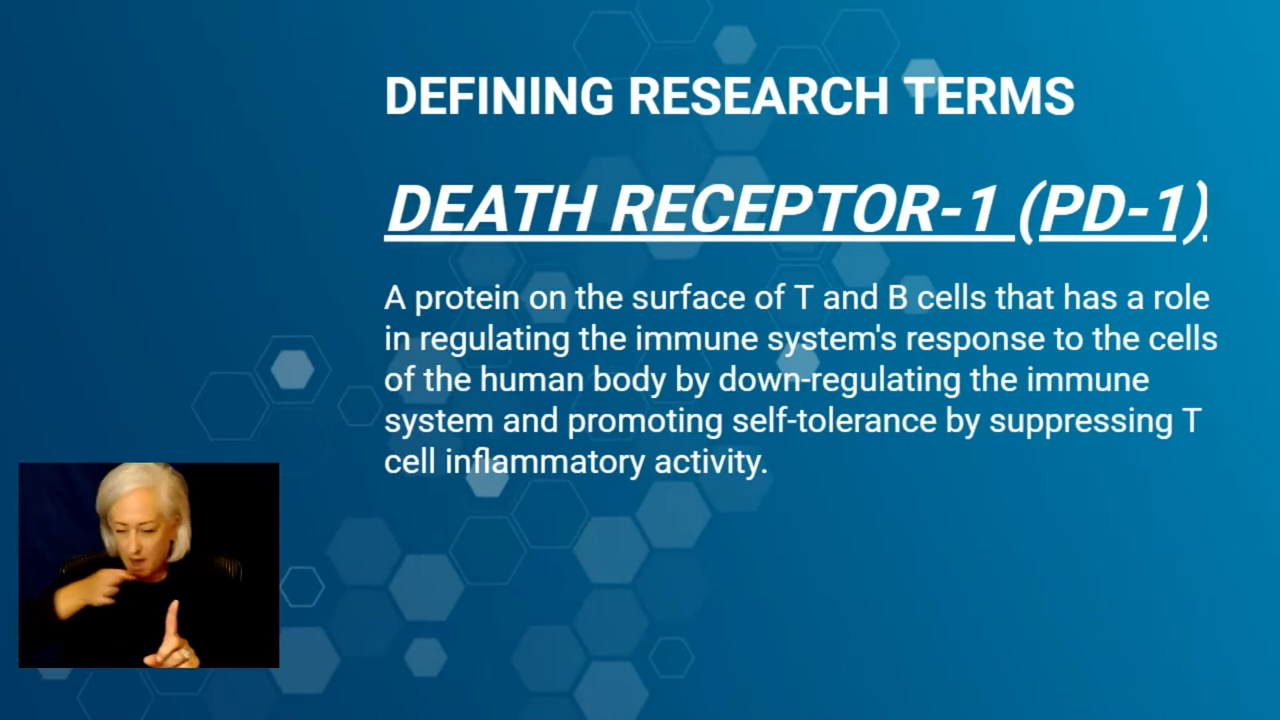 DEFINING RESEARCH TERMS
DEATH RECEPTOR-1 (PD-1)
A protein on the surface of T and B cells that has a role
in regulating the immune system's response to the cells
of the human body by down-regulating the immune
system and promoting self-tolerance by suppressing T
cell inflammatory activity.